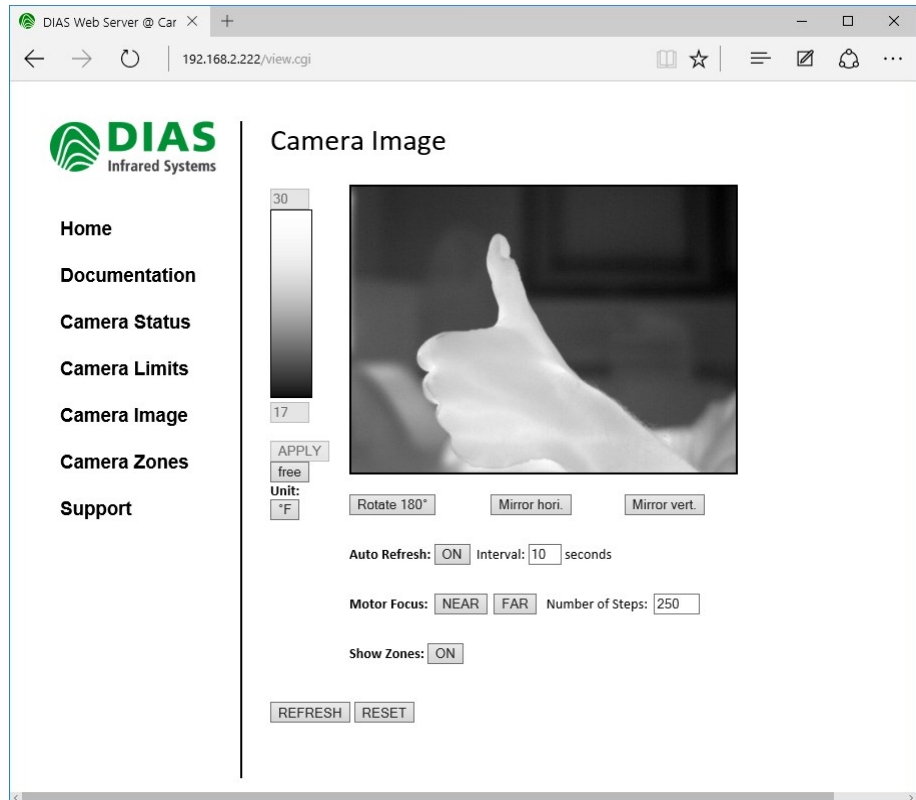 DIAS Web Server @ Car
192.168.2.222/view.cgi
DIAS
Infrared Systems
Home
Documentation
Camera Status
Camera Limits
Camera Image
Camera Zones
Support
Camera Image
30
17
APPLY
free
Unit:
°F
Rotate 180° Mirror hori. Mirror vert.
Auto Refresh: ON Interval: 10 seconds
Motor Focus: NEAR FAR Number of Steps: 250
Show Zones: ON
REFRESH RESET